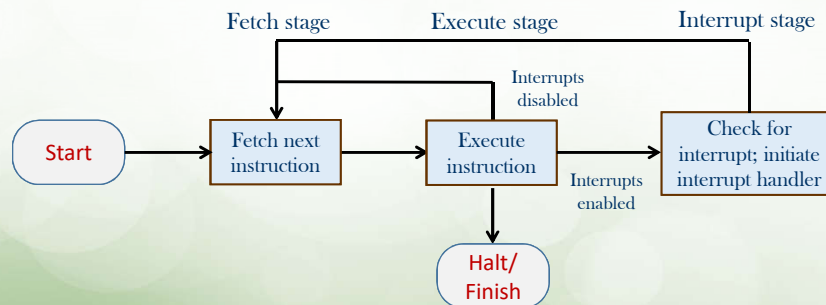 Fetch stage
Execute stage
Interrupt stage
Interrupts
disabled
Start
Fetch next
instruction
Execute
instruction
Interrupts
enabled
Check for
interrupt; initiate
interrupt handler
Halt/
Finish